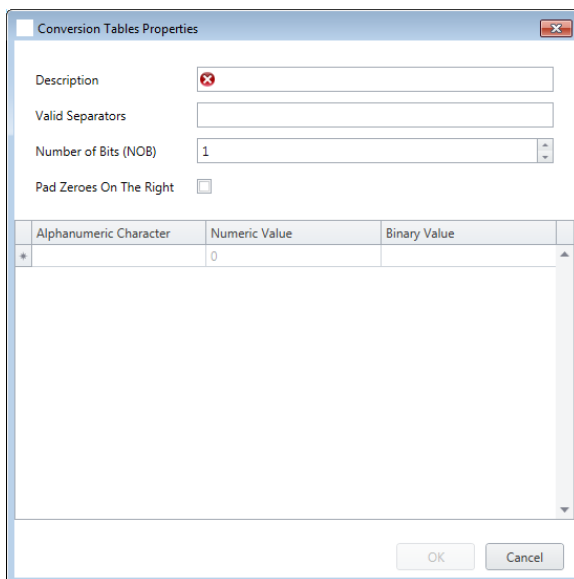 Conversion Tables Properties
Description
Valid Separators
Number of Bits (NOB) 1
Pad Zeroes On The Right
Alphanumeric Character Numeric Value Binary Value
0
OK Cancel